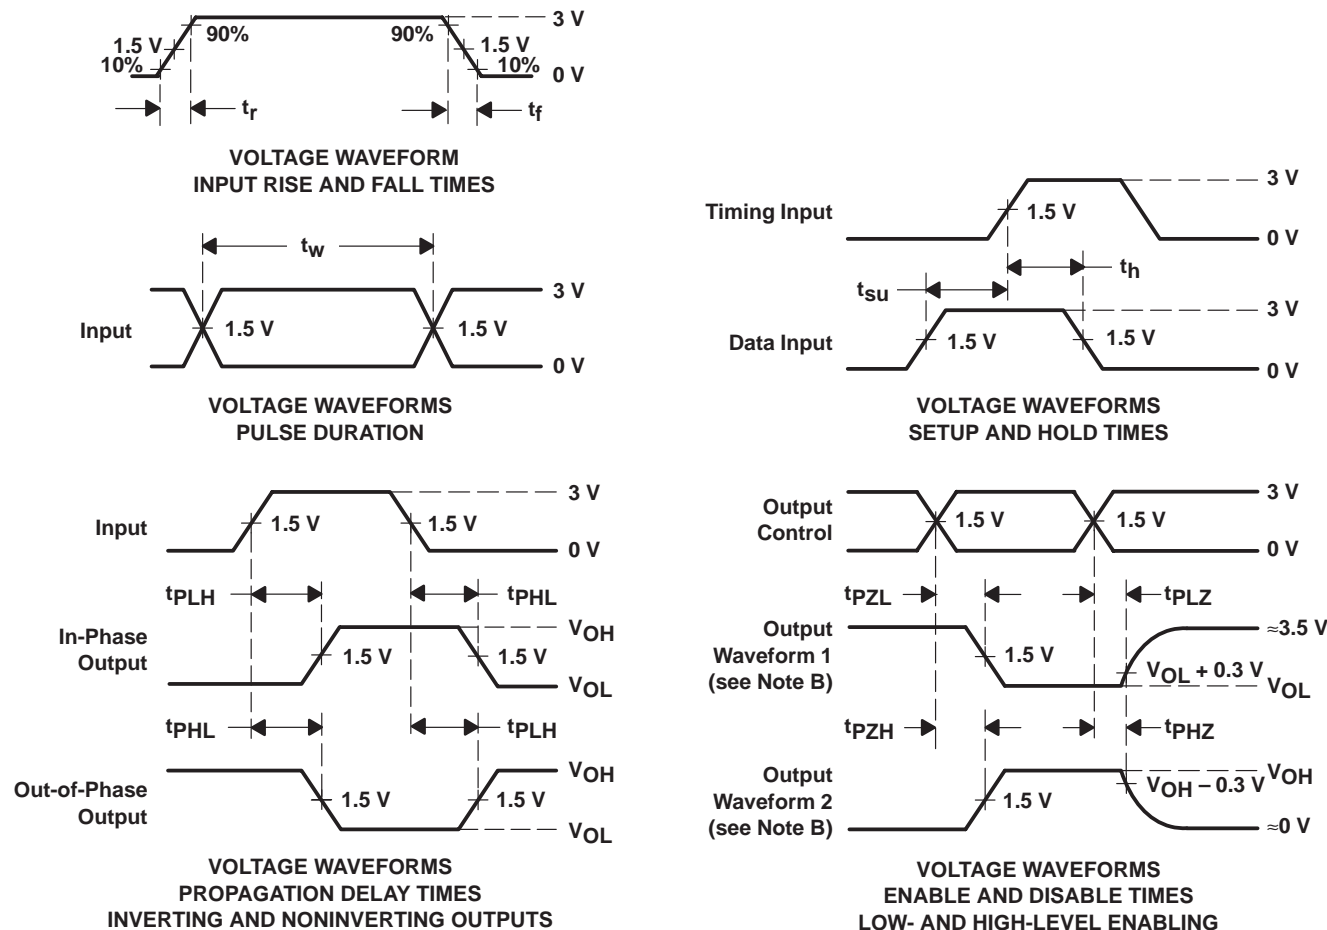 3 V
90%
90%
1.5 V
1.5 V
10%
10%
0 V
tr
tf
VOLTAGE WAVEFORM
INPUT RISE AND FALL TIMES
tw
3 V
Input
1.5 V
1.5 V
0 V
VOLTAGE WAVEFORMS
PULSE DURATION
3 V
Timing Input
1.5 V
0 V
th
tsu
3 V
Data Input
1.5 V
1.5 V
0 V
VOLTAGE WAVEFORMS
SETUP AND HOLD TIMES
3 V
Input
1.5 V
1.5 V
0 V
tPLH
tPHL
In-Phase
Output
VOH
1.5 V
1.5 V
VOL
tPHL
tPLH
VOH
Out-of-Phase
Output
1.5 V
1.5 V
VOL
VOLTAGE WAVEFORMS
PROPAGATION DELAY TIMES
INVERTING AND NONINVERTING OUTPUTS
3 V
Output
Control
1.5 V
1.5 V
0 V
tPZL
tPLZ
Output
Waveform 1
(see Note B)
≈3.5 V
1.5 V
VOL + 0.3 V
VOL
tPZH
tPHZ
Output
Waveform 2
(see Note B)
VOH
VOH – 0.3 V
1.5 V
≈0 V
VOLTAGE WAVEFORMS
ENABLE AND DISABLE TIMES
LOW- AND HIGH-LEVEL ENABLING